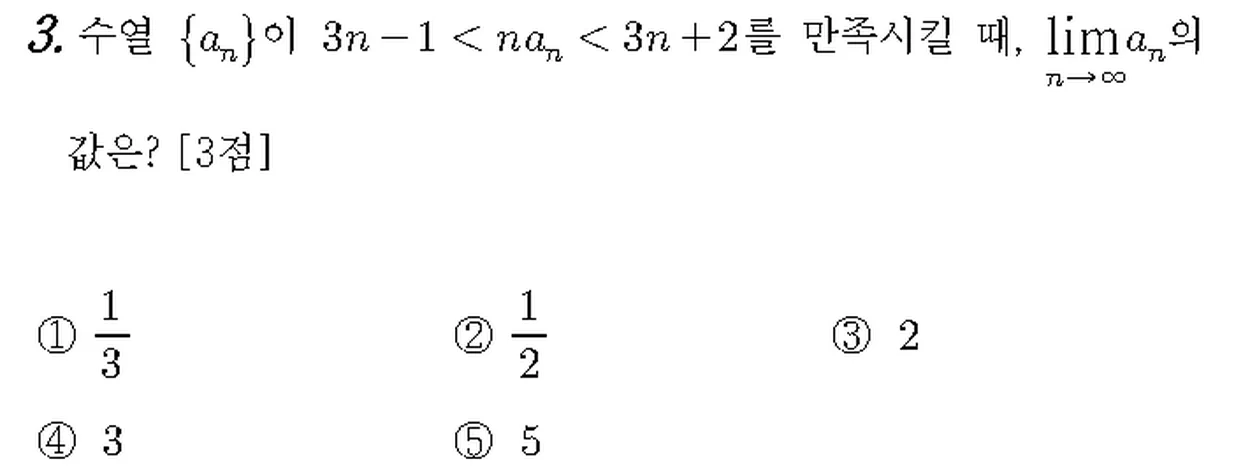 3. 수열 {aₙ}이 3n − 1 < naₙ < 3n + 2를 만족시킬 때, lim aₙ의
n→∞
값은? [3점]
① 1/3 ② 1/2 ③ 2
④ 3 ⑤ 5